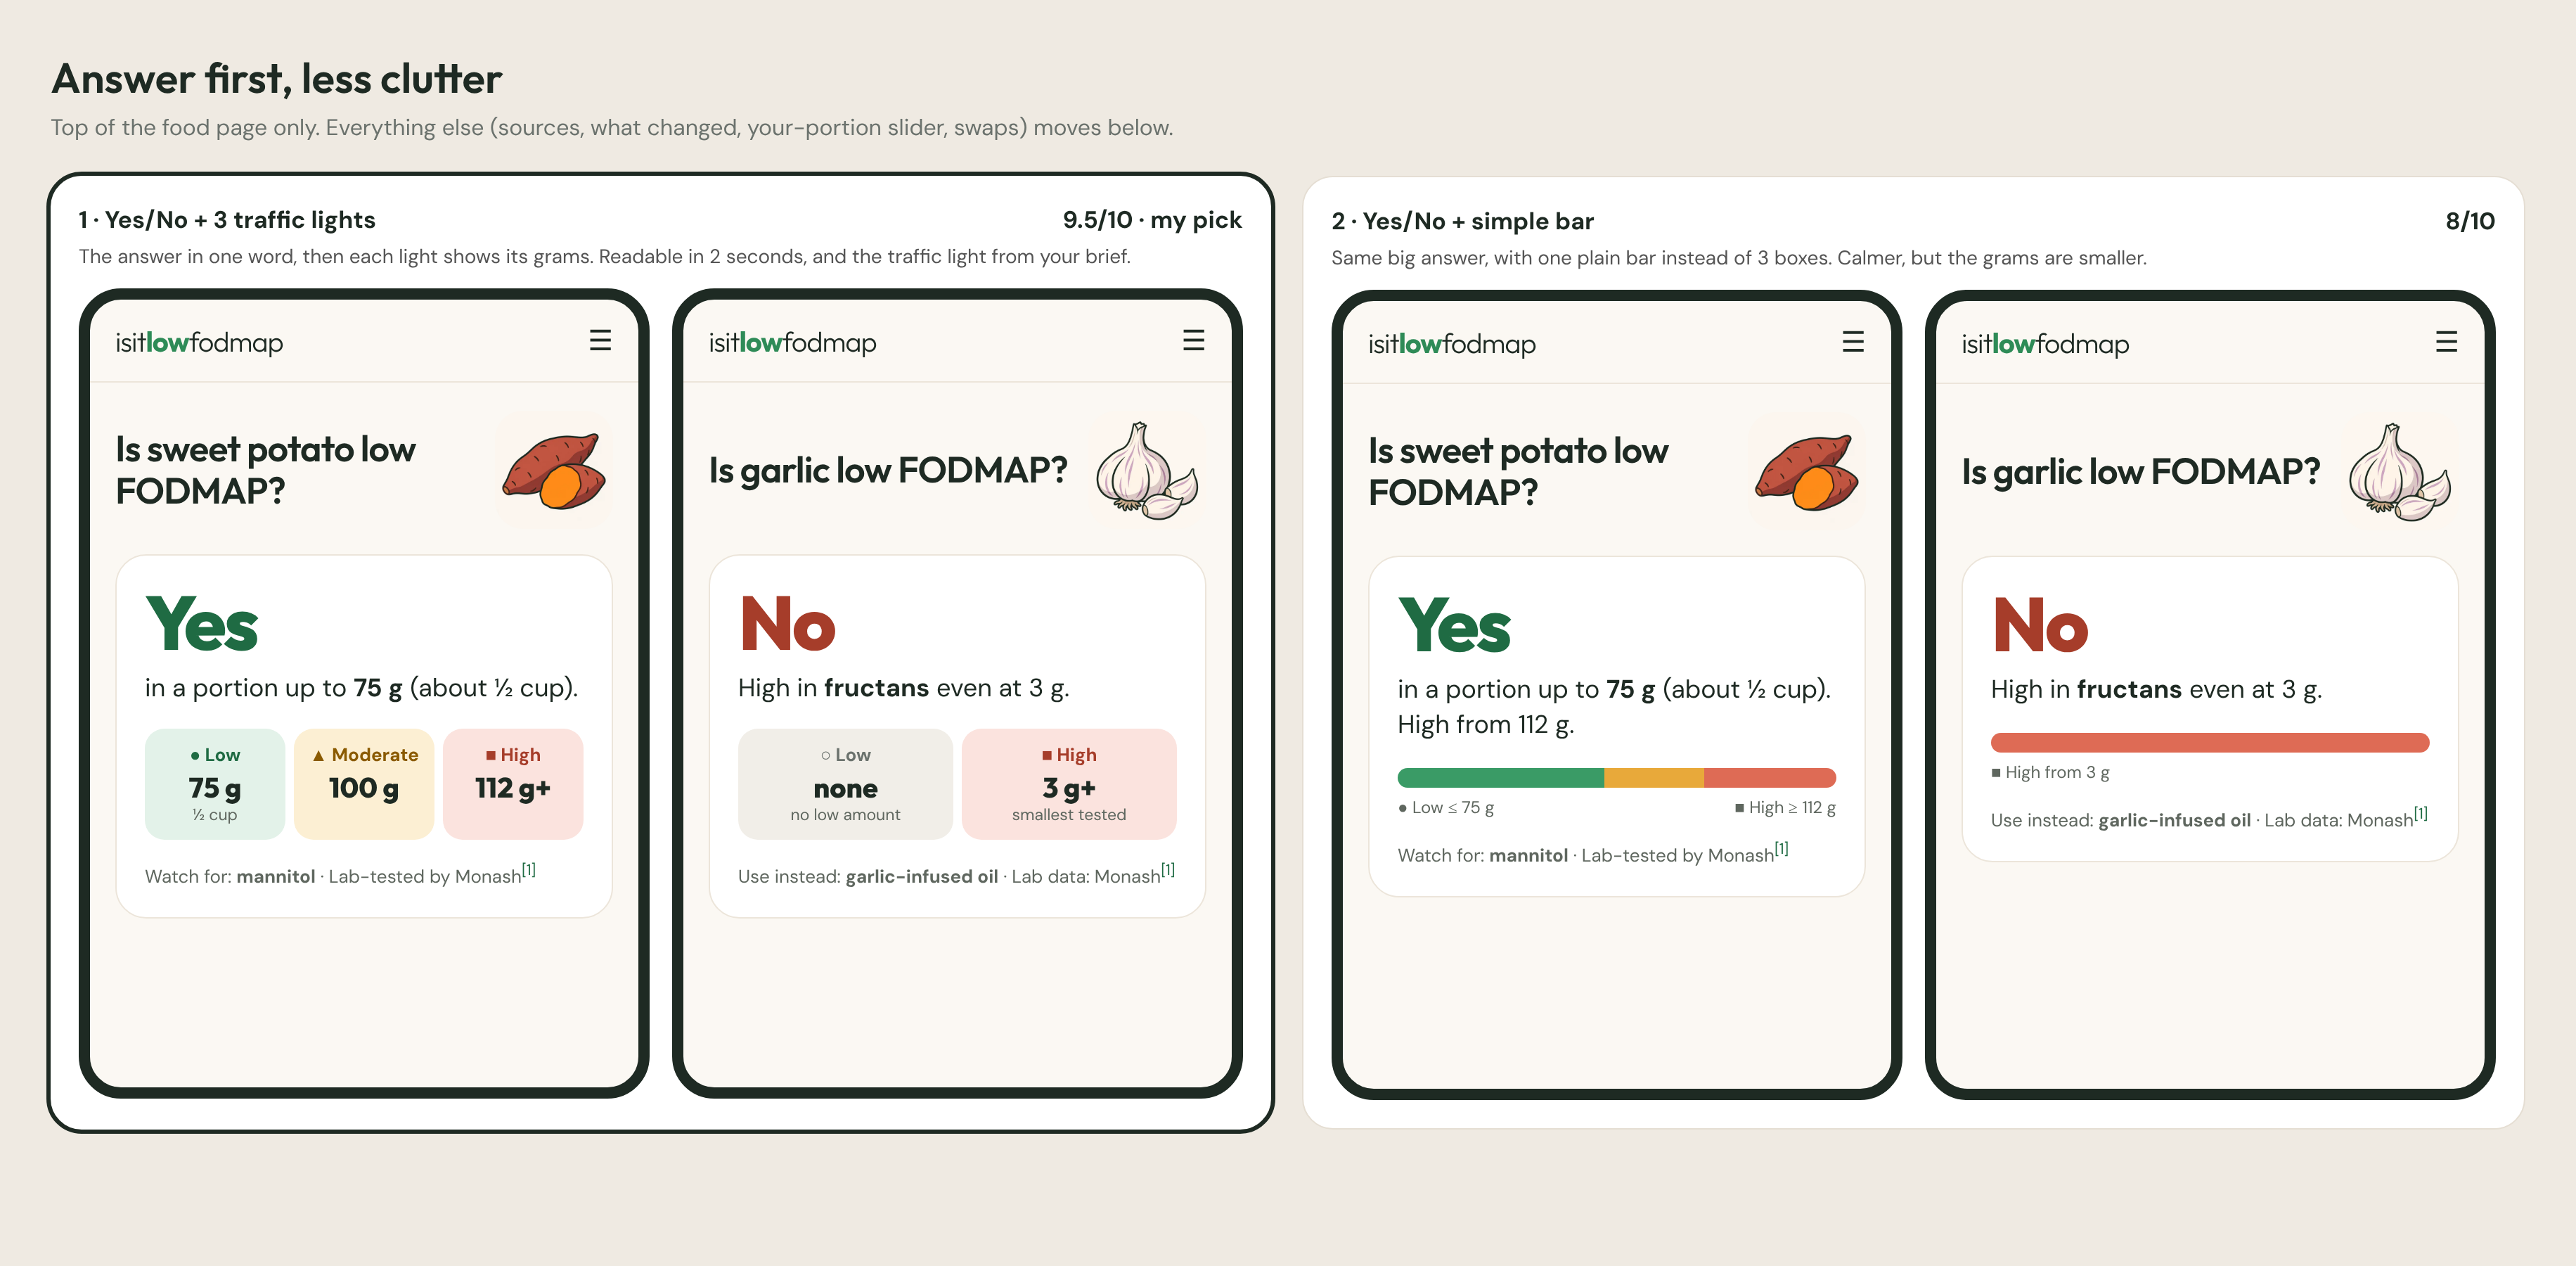 Answer first, less clutter
Top of the food page only. Everything else (sources, what changed, your-portion slider, swaps) moves below.
1 · Yes/No + 3 traffic lights
9.5/10 · my pick
The answer in one word, then each light shows its grams. Readable in 2 seconds, and the traffic light from your brief.
isitlowfodmap
☰
Is sweet potato low
FODMAP?
Yes
in a portion up to 75 g (about ½ cup).
● Low
75 g
½ cup
▲ Moderate
100 g
■ High
112 g+
Watch for: mannitol · Lab-tested by Monash[1]
isitlowfodmap
☰
Is garlic low FODMAP?
No
High in fructans even at 3 g.
○ Low
none
no low amount
■ High
3 g+
smallest tested
Use instead: garlic-infused oil · Lab data: Monash[1]
2 · Yes/No + simple bar
8/10
Same big answer, with one plain bar instead of 3 boxes. Calmer, but the grams are smaller.
isitlowfodmap
☰
Is sweet potato low
FODMAP?
Yes
in a portion up to 75 g (about ½ cup).
High from 112 g.
● Low ≤ 75 g
■ High ≥ 112 g
Watch for: mannitol · Lab-tested by Monash[1]
isitlowfodmap
☰
Is garlic low FODMAP?
No
High in fructans even at 3 g.
■ High from 3 g
Use instead: garlic-infused oil · Lab data: Monash[1]